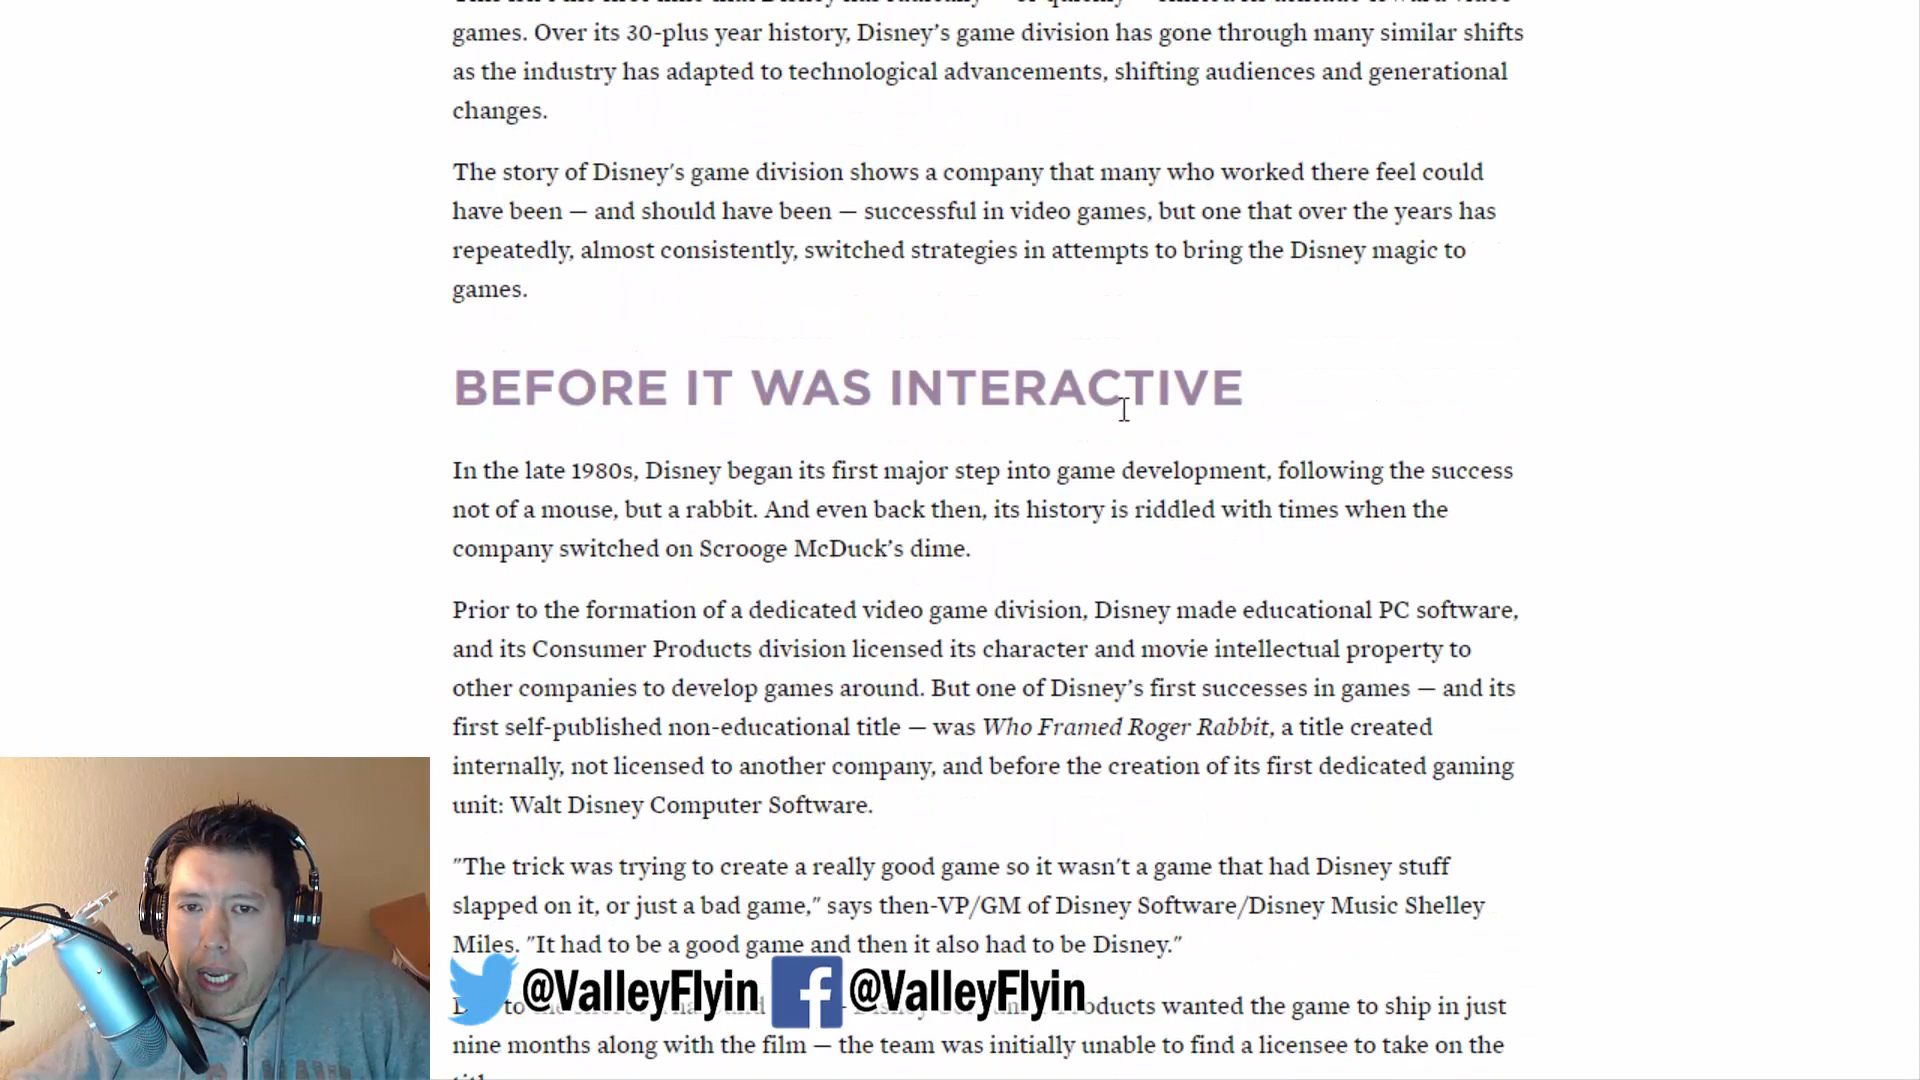 games. Over its 30-plus year history, Disney's game division has gone through many similar shifts
as the industry has adapted to technological advancements, shifting audiences and generational
changes.
The story of Disney's game division shows a company that many who worked there feel could
have been — and should have been — successful in video games, but one that over the years has
repeatedly, almost consistently, switched strategies in attempts to bring the Disney magic to
games.
BEFORE IT WAS INTERACTIVE
In the late 1980s, Disney began its first major step into game development, following the success
not of a mouse, but a rabbit. And even back then, its history is riddled with times when the
company switched on Scrooge McDuck's dime.
Prior to the formation of a dedicated video game division, Disney made educational PC software,
and its Consumer Products division licensed its character and movie intellectual property to
other companies to develop games around. But one of Disney's first successes in games — and its
first self-published non-educational title — was Who Framed Roger Rabbit, a title created
internally, not licensed to another company, and before the creation of its first dedicated gaming
unit: Walt Disney Computer Software.
"The trick was trying to create a really good game so it wasn't a game that had Disney stuff
slapped on it, or just a bad game," says then-VP/GM of Disney Software/Disney Music Shelley
Miles. "It had to be a good game and then it also had to be Disney."
@ValleyFlyin @ValleyFlyin
to wanted the game to ship in just
nine months along with the film — the team was initially unable to find a licensee to take on the